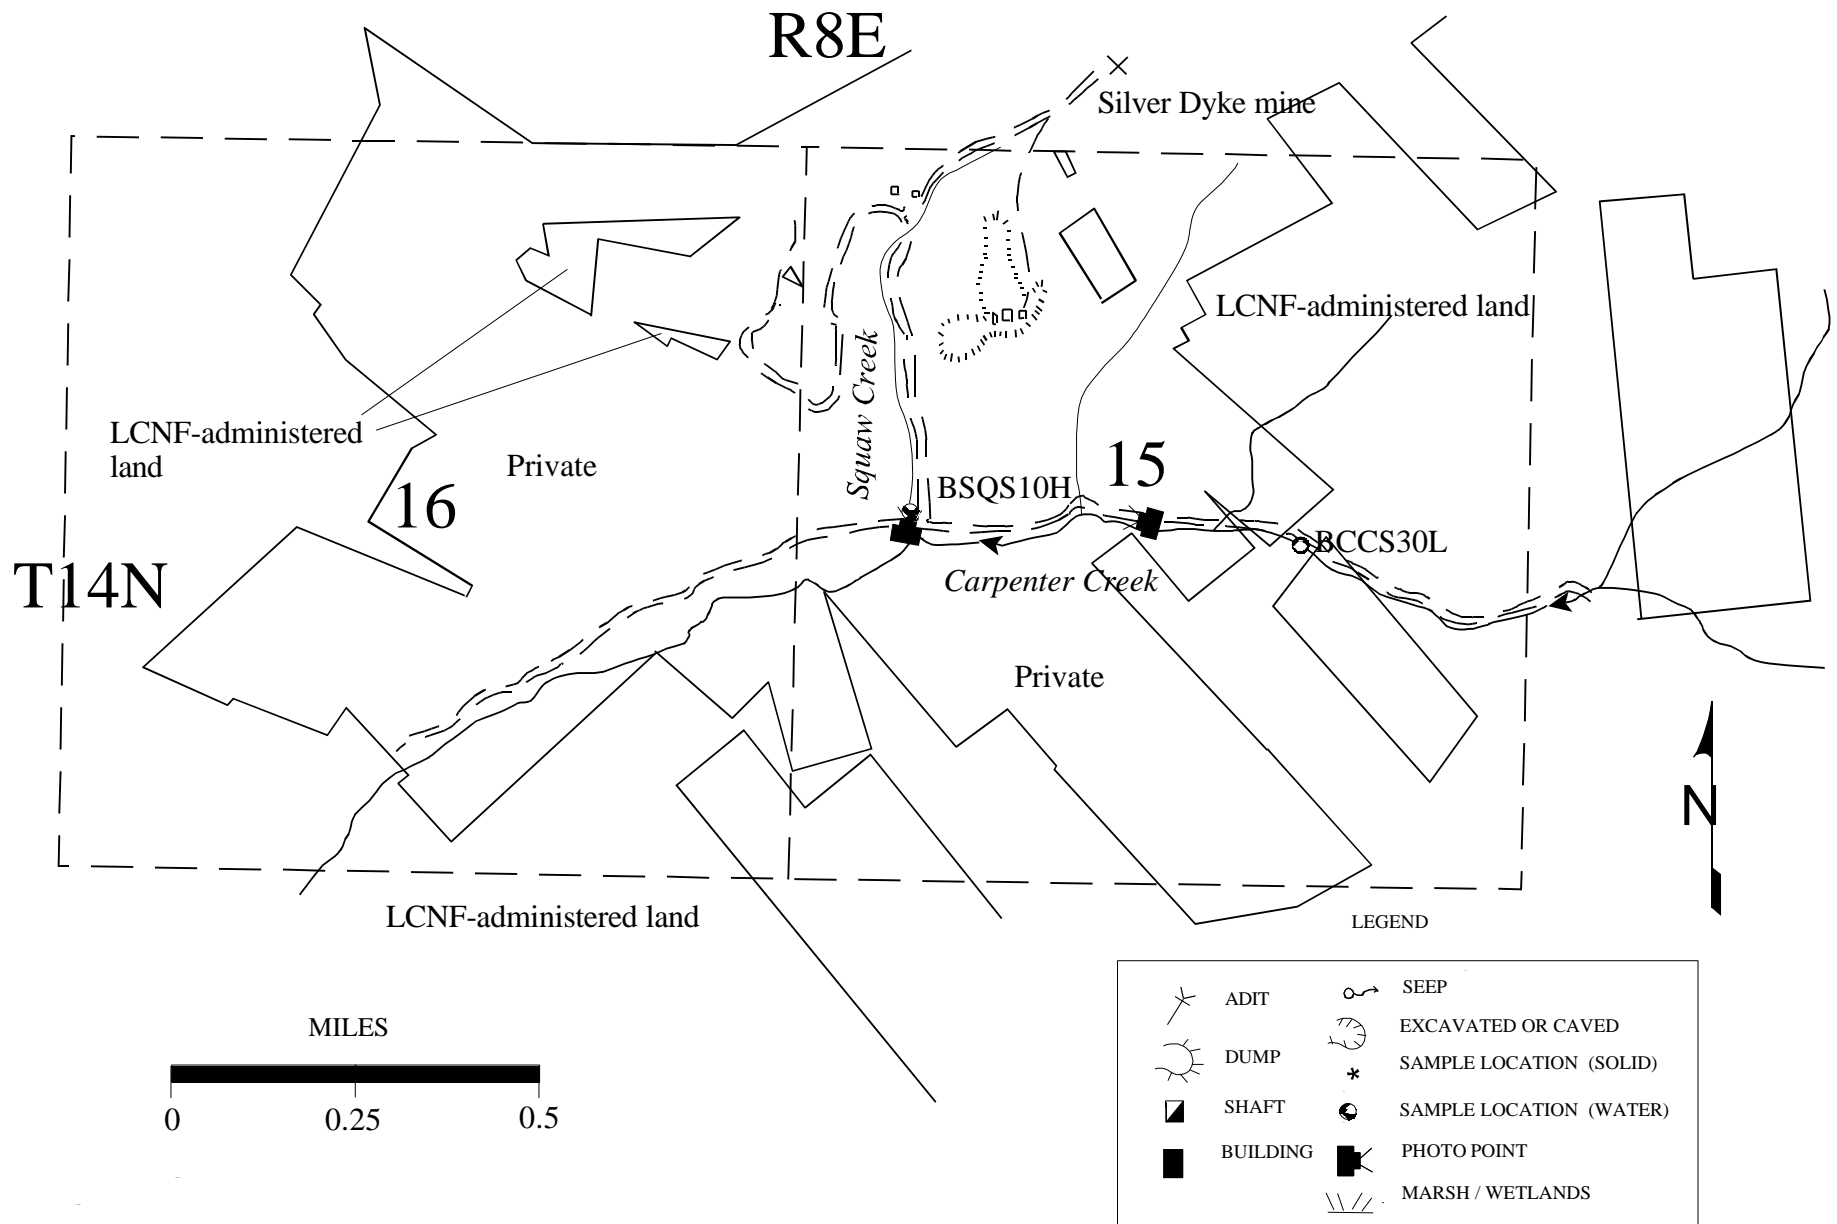 R8E
Silver Dyke mine
LCNF-administered land
Squaw Creek
LCNF-administered
land
Private
16
15
BSQS10H
BCCS30L
T14N
Carpenter Creek
Private
N
LCNF-administered land
LEGEND
MILES
0
0.25
0.5
ADIT
SEEP
DUMP
EXCAVATED OR CAVED
SAMPLE LOCATION (SOLID)
SHAFT
SAMPLE LOCATION (WATER)
BUILDING
PHOTO POINT
MARSH / WETLANDS